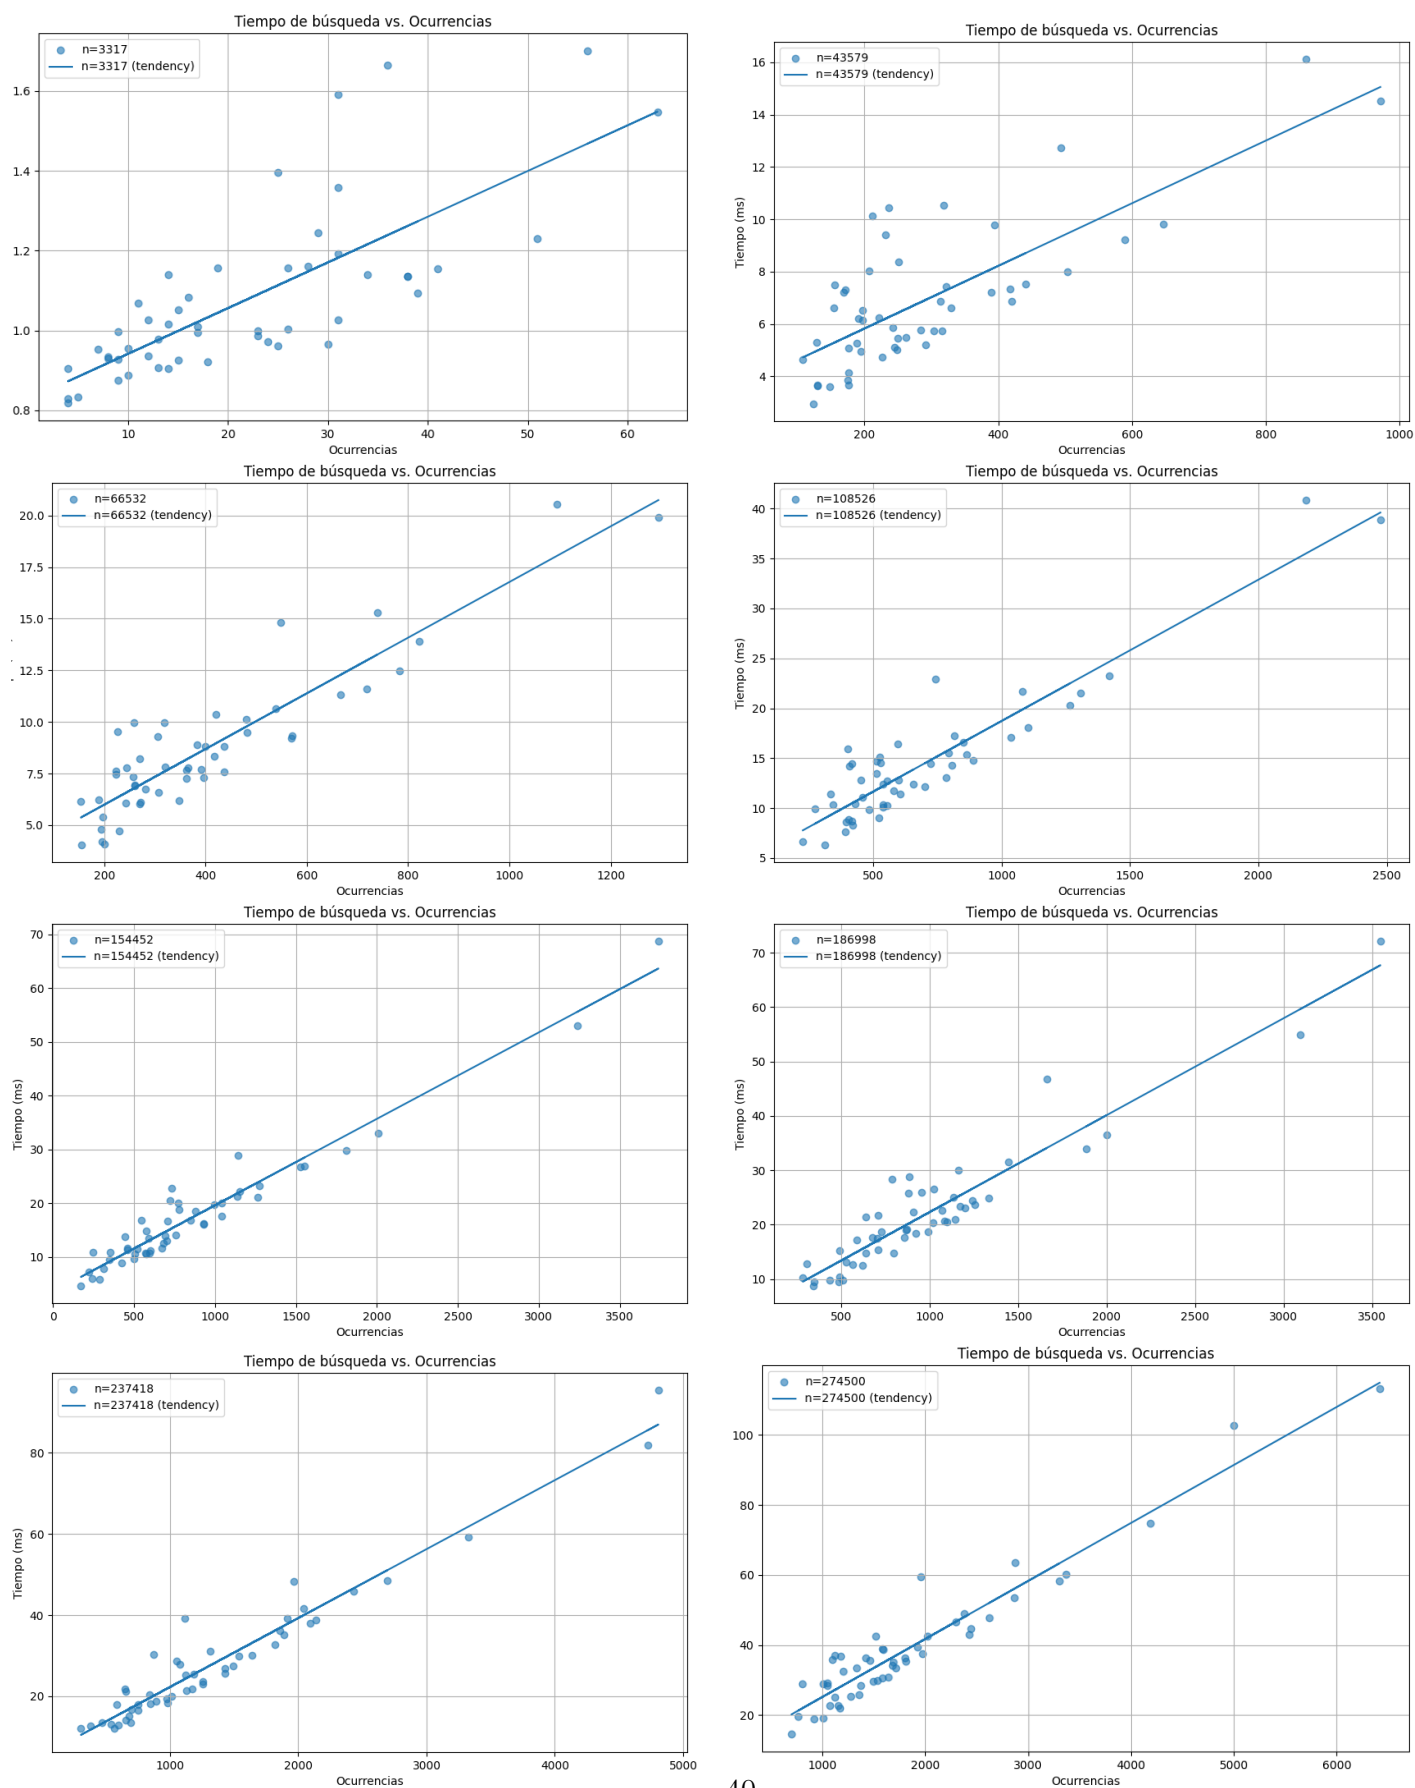 Tiempo de búsqueda vs. Ocurrencias
n=3317
n=3317 (tendency)
1.6
1.4
1.2
1.0
0.8
10 20 30 40 50 60
Ocurrencias
Tiempo de búsqueda vs. Ocurrencias
n=43579
n=43579 (tendency)
Tiempo (ms)
16
14
12
10
8
6
4
200 400 600 800 1000
Ocurrencias
Tiempo de búsqueda vs. Ocurrencias
n=66532
n=66532 (tendency)
20.0
17.5
15.0
12.5
10.0
7.5
5.0
200 400 600 800 1000 1200
Ocurrencias
Tiempo de búsqueda vs. Ocurrencias
n=108526
n=108526 (tendency)
Tiempo (ms)
40
35
30
25
20
15
10
5
500 1000 1500 2000 2500
Ocurrencias
Tiempo de búsqueda vs. Ocurrencias
n=154452
n=154452 (tendency)
Tiempo (ms)
70
60
50
40
30
20
10
0 500 1000 1500 2000 2500 3000 3500
Ocurrencias
Tiempo de búsqueda vs. Ocurrencias
n=186998
n=186998 (tendency)
Tiempo (ms)
70
60
50
40
30
20
10
500 1000 1500 2000 2500 3000 3500
Ocurrencias
Tiempo de búsqueda vs. Ocurrencias
n=237418
n=237418 (tendency)
Tiempo (ms)
80
60
40
20
1000 2000 3000 4000 5000
Ocurrencias
Tiempo de búsqueda vs. Ocurrencias
n=274500
n=274500 (tendency)
100
80
60
40
20
1000 2000 3000 4000 5000 6000
Ocurrencias